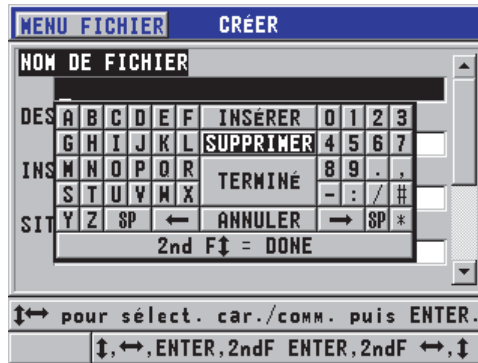 MENU FICHIER CRÉER
NOM DE FICHIER
DES
A B C D E F INSÉRER 0 1 2 3
G H I J K L SUPPRIMER 4 5 6 7
INS
M N O P Q R TERMINÉ 8 9 . ,
S T U V W X - : / #
SIT
Y Z SP ← ANNULER → SP *
2nd F↕ = DONE
↕↔ pour sélect. car./comm. puis ENTER.
↕,↔,ENTER,2ndF ENTER,2ndF ↔,↕